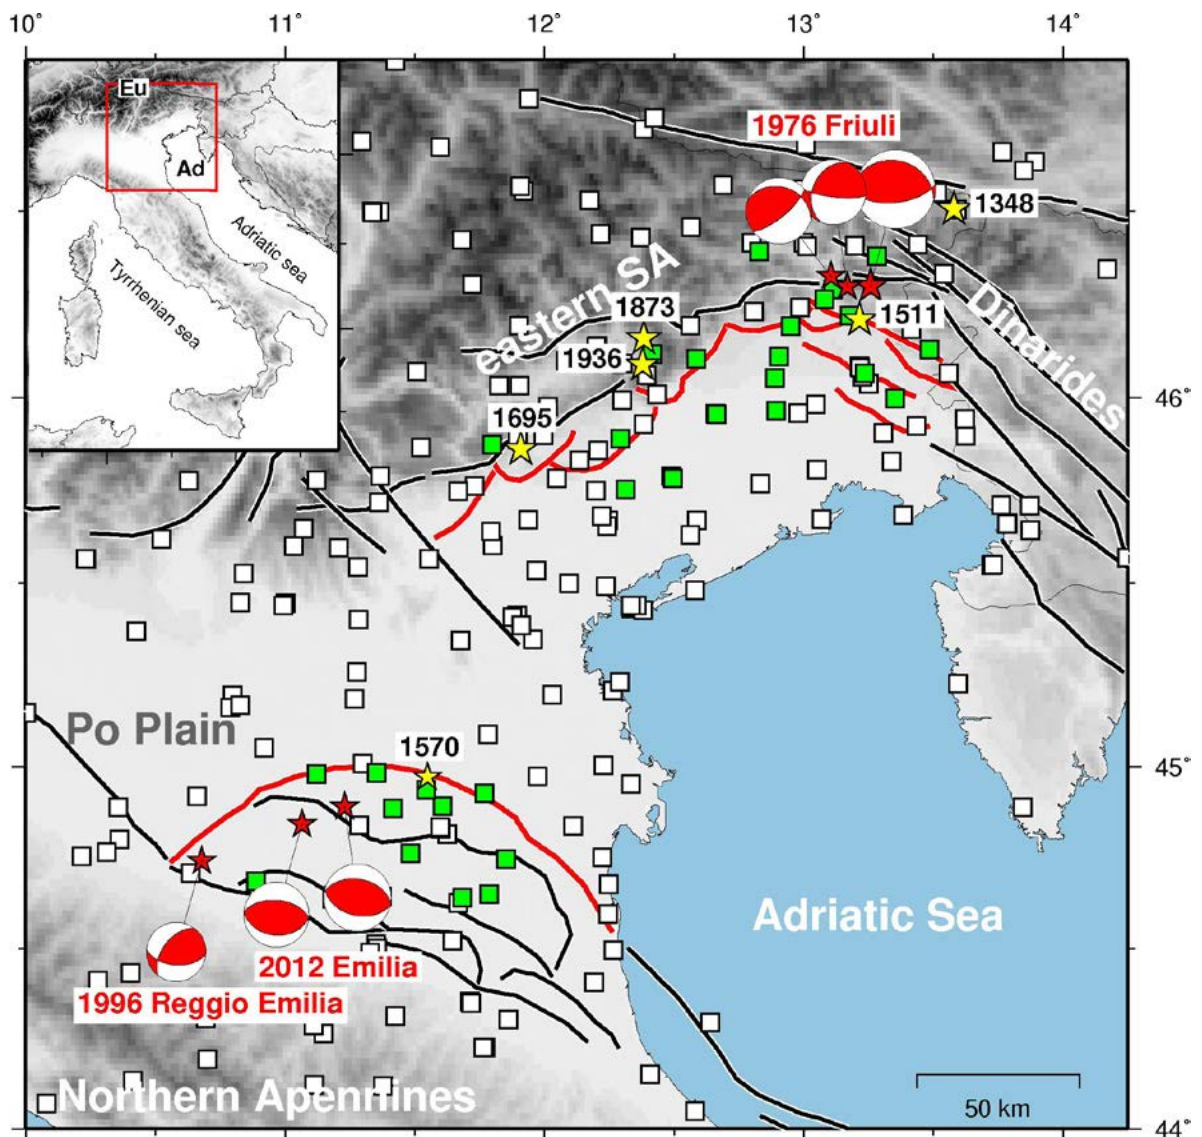 10° 11° 12° 13° 14°
Eu
Ad
Adriatic sea
Tyrrhenian sea
1976 Friuli
1348
eastern SA
1873
1511
Dinarides
1936
46°
1695
Po Plain
1570
45°
Adriatic Sea
2012 Emilia
1996 Reggio Emilia
50 km
Northern Apennines
44°